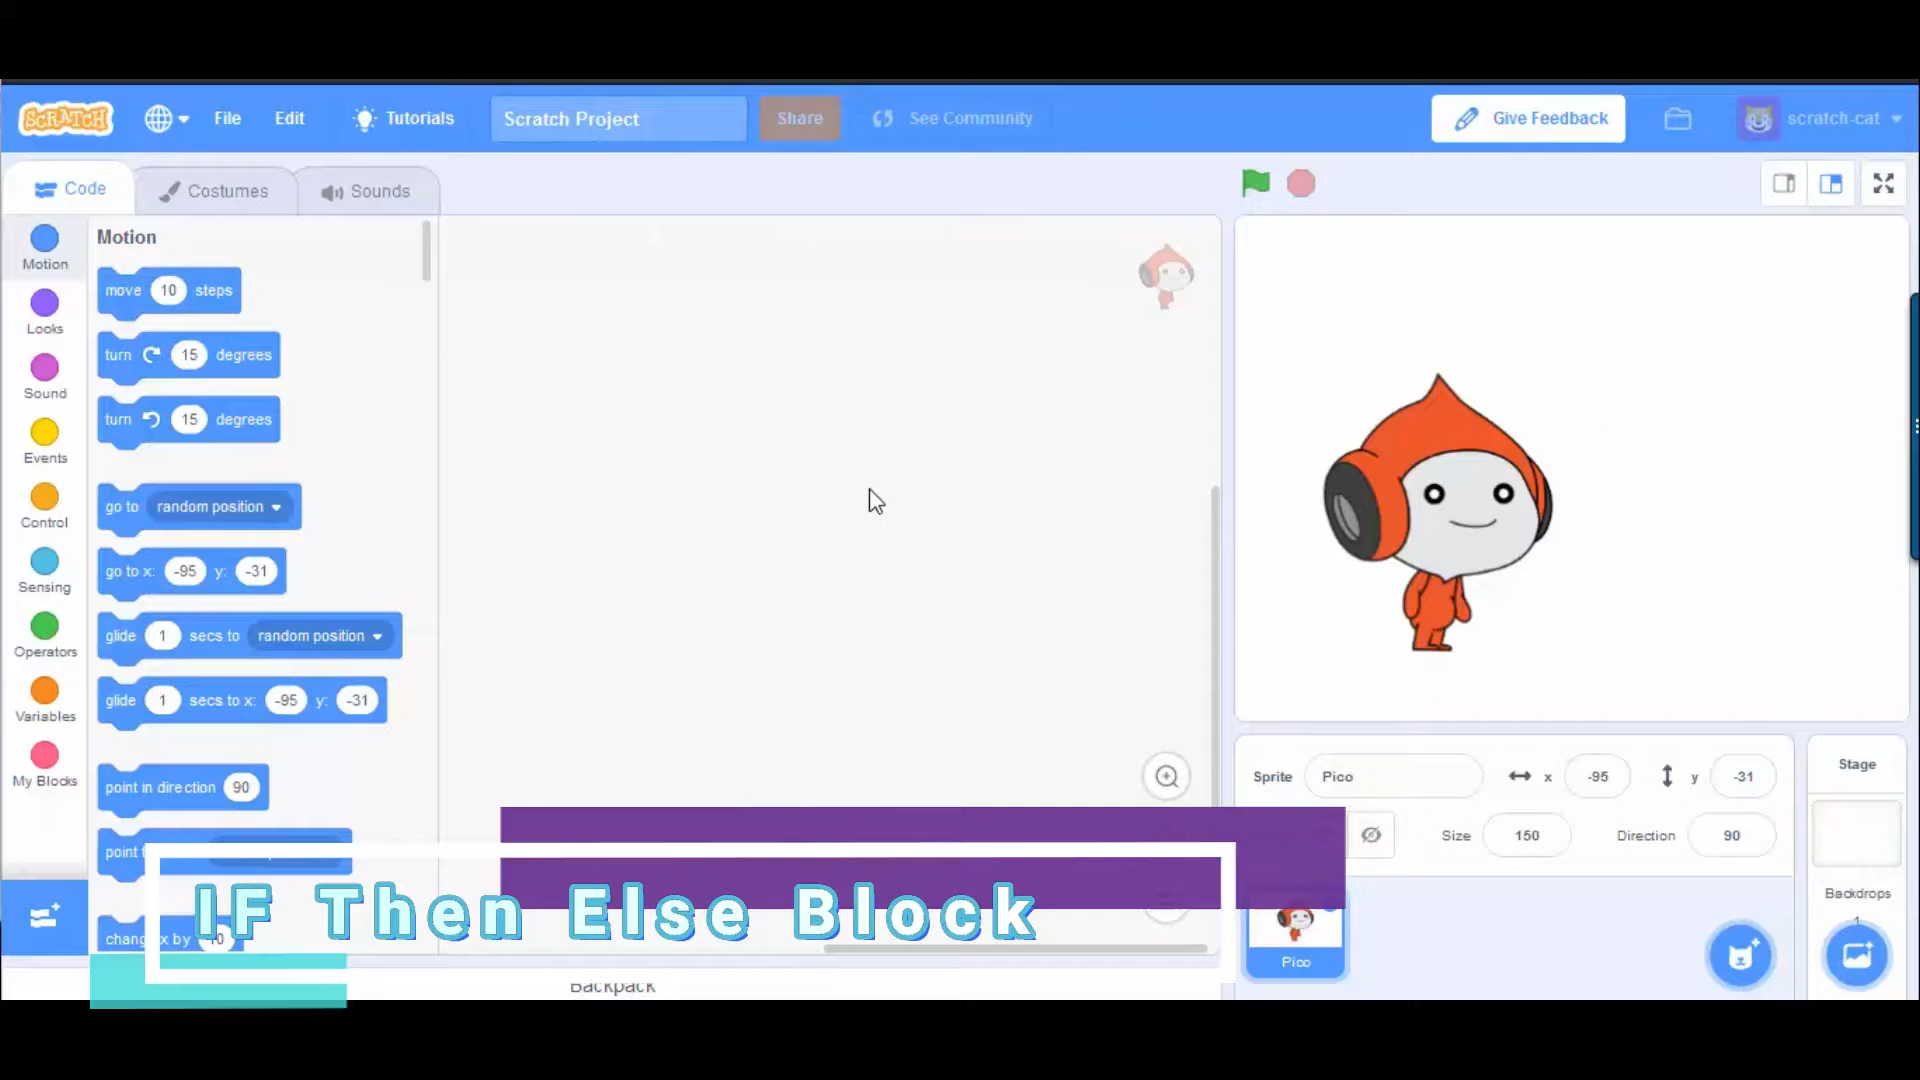 SCRATCH
File
Edit
Tutorials
Scratch Project
Share
See Community
Give Feedback
scratch-cat
Code
Costumes
Sounds
Motion
Looks
Sound
Events
Control
Sensing
Operators
Variables
My Blocks
Motion
move 10 steps
turn 15 degrees
turn 15 degrees
go to random position
go to x: -95 y: -31
glide 1 secs to random position
glide 1 secs to x: -95 y: -31
point in direction 90
point
change x by 10
IF Then Else Block
Backpack
Sprite Pico x -95 y -31
Size 150 Direction 90
Pico
Stage
Backdrops
1